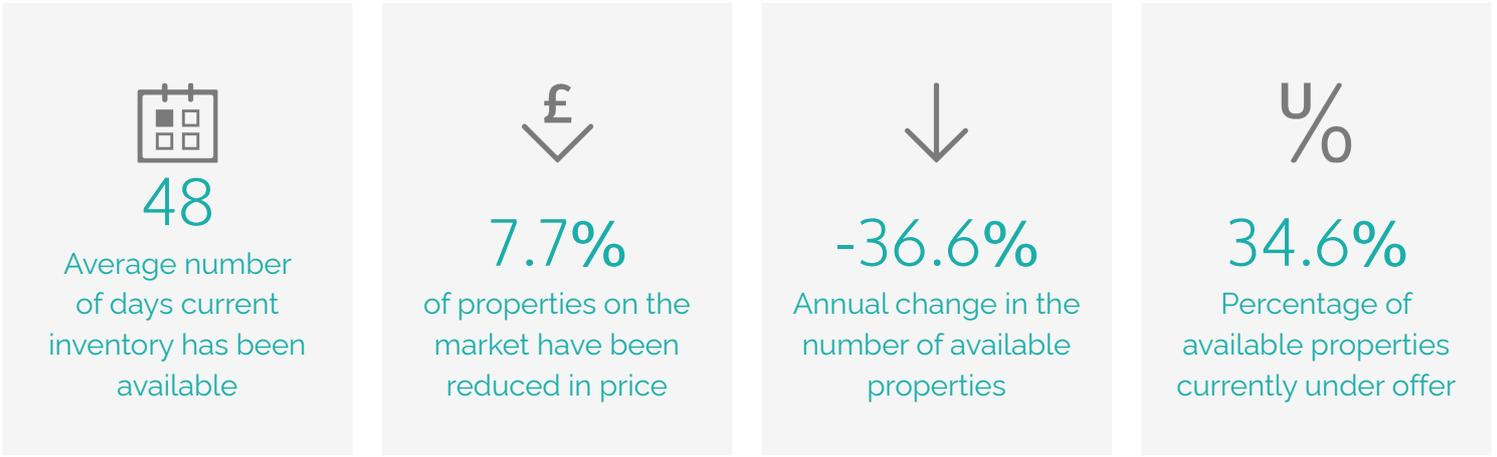 48
Average number
of days current
inventory has been
available
£
7.7%
of properties on the
market have been
reduced in price
-36.6%
Annual change in the
number of available
properties
U%
34.6%
Percentage of
available properties
currently under offer